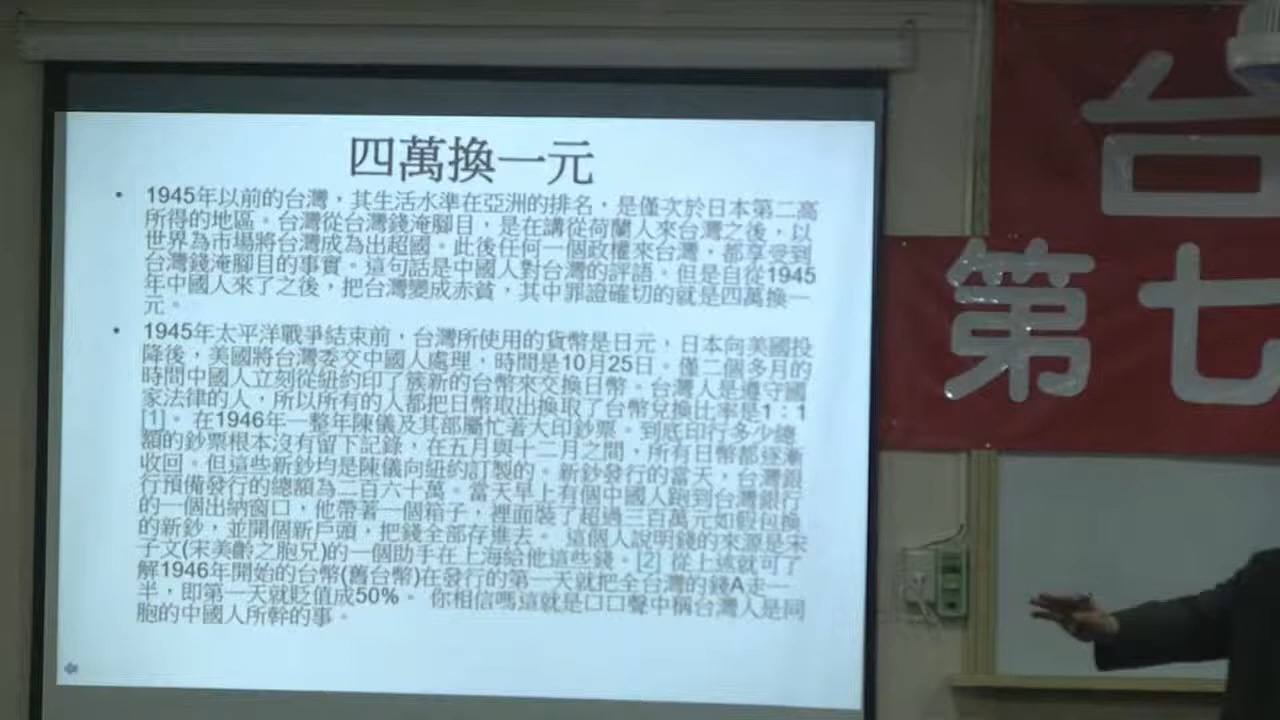 四萬換一元
• 1945年以前的台灣，其生活水準在亞洲的排名，是僅次於日本第二高
所得的地區。台灣從台灣錢淹腳目，是在講從荷蘭人來台灣之後，以
世界為市場將台灣成為出超國。此後任何一個政權來台灣，都享受到
台灣錢淹腳目的事實。這句話是中國人對台灣的評語。但是自從1945
年中國人來了之後，把台灣變成赤貧，其中罪證確切的就是四萬換一
元。
• 1945年太平洋戰爭結束前，台灣所使用的貨幣是日元，日本向美國投
降後，美國將台灣委交中國人處理，時間是10月25日。僅二個多月的
時間中國人立刻從紐約印了簇新的台幣來交換日幣。台灣人是遵守國
家法律的人，所以所有的人都把日幣取出換取了台幣兌換比率是1：1
[1]。在1946年一整年陳儀及其部屬忙著大印鈔票。到底印行多少總
額的鈔票根本沒有留下記錄，在五月與十二月之間，所有日幣都逐漸
收回。但這些新鈔均是陳儀向紐約訂製的。新鈔發行的當天，台灣銀
行預備發行的總額為二百六十萬。當天早上有個中國人跑到台灣銀行
的一個出納窗口，他帶著一個箱子，裡面裝了超過三百萬元如假包換
的新鈔，並開個新戶頭，把錢全部存進去。 這個人說明錢的來源是宋
子文(宋美齡之胞兄)的一個助手在上海給他這些錢。[2] 從上述就可了
解1946年開始的台幣(舊台幣)在發行的第一天就把全台灣的錢A走一
半，即第一天就貶值成50%。 你相信嗎這就是口口聲中稱台灣人是同
胞的中國人所幹的事。
台
第七